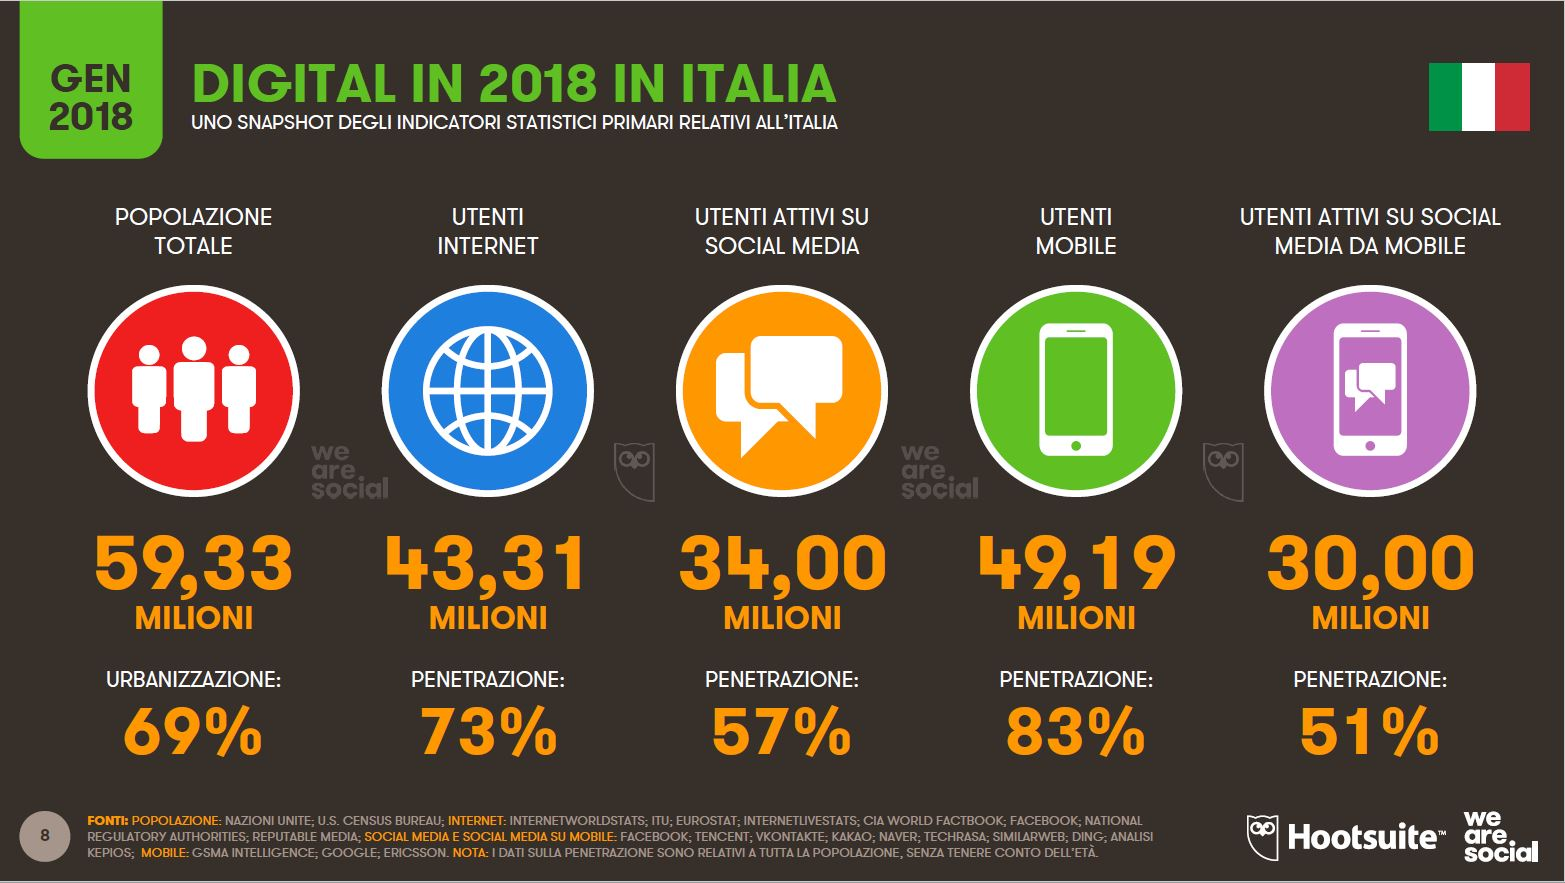 GEN
2018
DIGITAL IN 2018 IN ITALIA
UNO SNAPSHOT DEGLI INDICATORI STATISTICI PRIMARI RELATIVI ALL'ITALIA
POPOLAZIONE
TOTALE
UTENTI
INTERNET
UTENTI ATTIVI SU
SOCIAL MEDIA
UTENTI
MOBILE
UTENTI ATTIVI SU SOCIAL
MEDIA DA MOBILE
we
are
social
we
are
social
59,33
MILIONI
43,31
MILIONI
34,00
MILIONI
49,19
MILIONI
30,00
MILIONI
URBANIZZAZIONE:
69%
PENETRAZIONE:
73%
PENETRAZIONE:
57%
PENETRAZIONE:
83%
PENETRAZIONE:
51%
8
FONTI: POPOLAZIONE: NAZIONI UNITE; U.S. CENSUS BUREAU; INTERNET: INTERNETWORLDSTATS; ITU; EUROSTAT; INTERNETLIVESTATS; CIA WORLD FACTBOOK; FACEBOOK; NATIONAL
REGULATORY AUTHORITIES; REPUTABLE MEDIA; SOCIAL MEDIA E SOCIAL MEDIA SU MOBILE: FACEBOOK; TENCENT; VKONTAKTE; KAKAO; NAVER; TECHRASA; SIMILARWEB; DING; ANALISI
KEPIOS; MOBILE: GSMA INTELLIGENCE; GOOGLE; ERICSSON. NOTA: I DATI SULLA PENETRAZIONE SONO RELATIVI A TUTTA LA POPOLAZIONE, SENZA TENERE CONTO DELL'ETÀ.
Hootsuite™
we
are
social